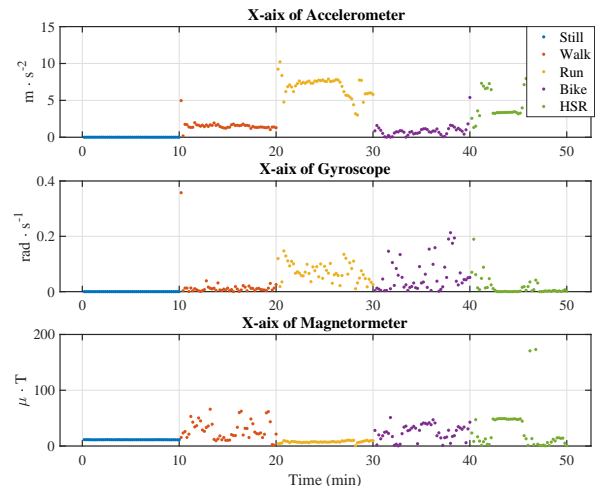 X-aix of Accelerometer
15
10
5
0
m · s⁻²
0 10 20 30 40 50
Still
Walk
Run
Bike
HSR
X-aix of Gyroscope
0.4
0.2
0
rad · s⁻¹
0 10 20 30 40 50
X-aix of Magnetormeter
200
100
0
μ · T
0 10 20 30 40 50
Time (min)